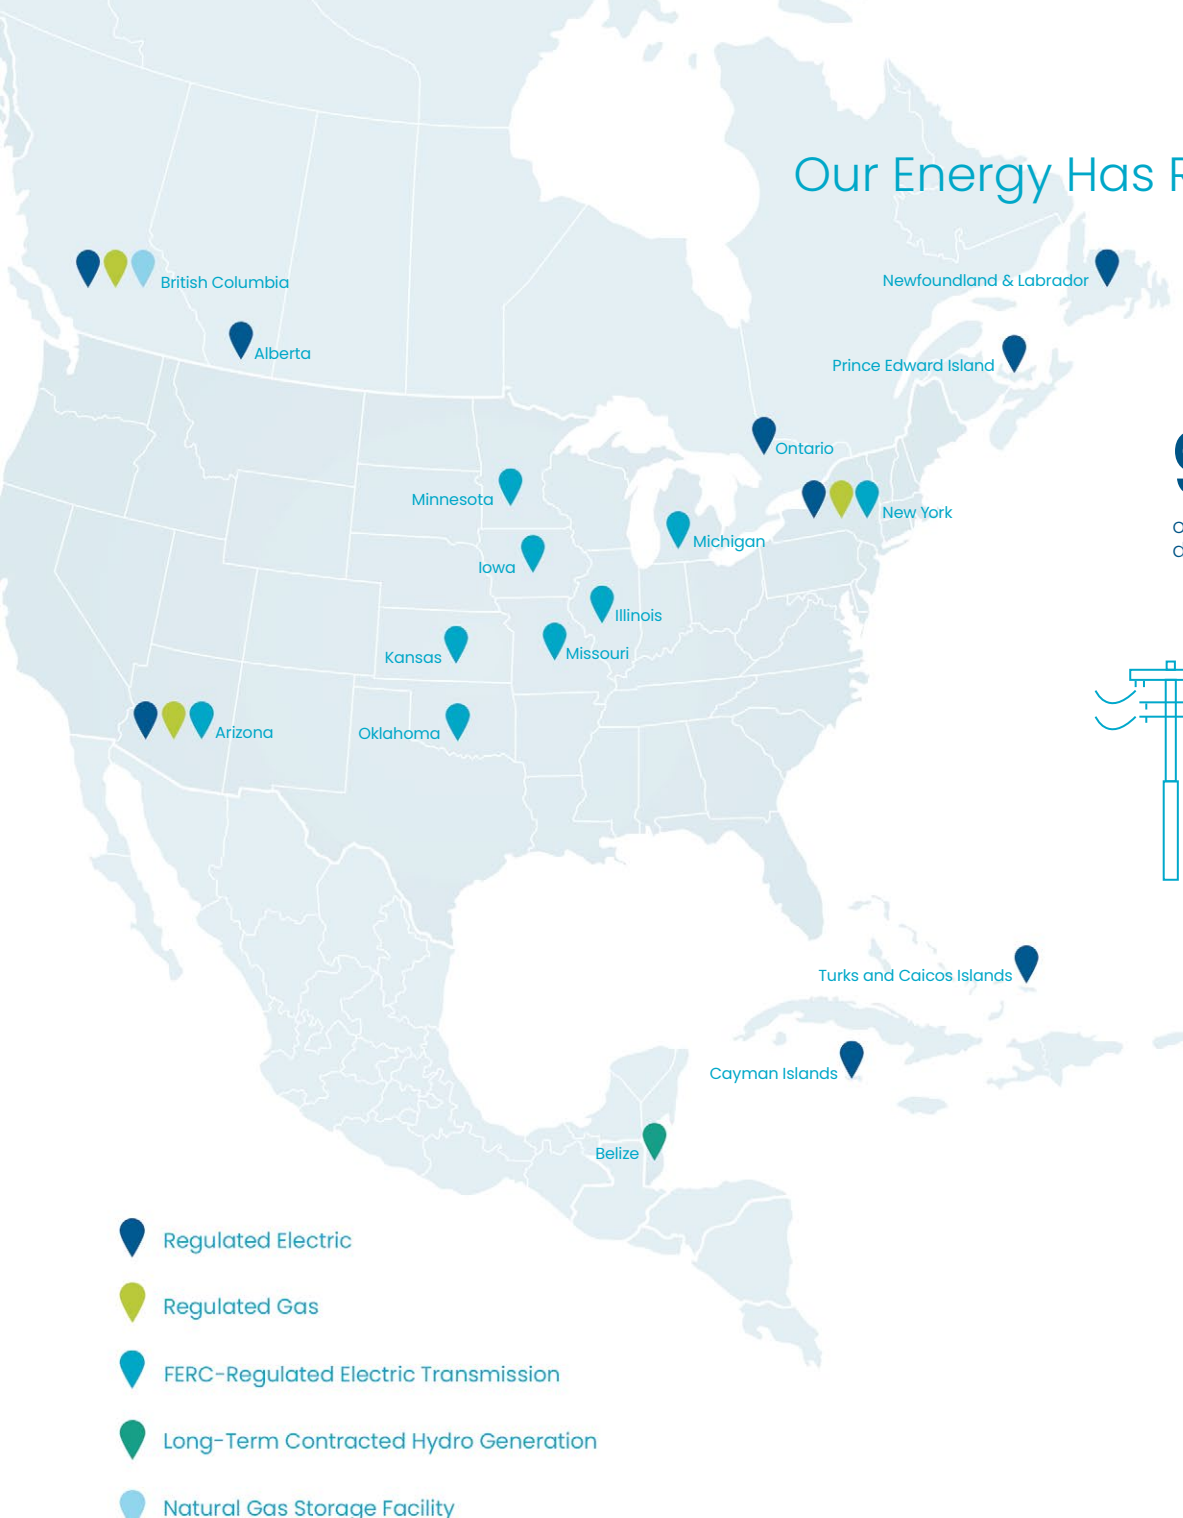 Our Energy Has
British Columbia
Newfoundland & Labrador
Alberta
Prince Edward Island
Ontario
Minnesota
New York
Michigan
Iowa
Illinois
Kansas
Missouri
Arizona
Oklahoma
Turks and Caicos Islands
Cayman Islands
Belize
Regulated Electric
Regulated Gas
FERC-Regulated Electric Transmission
Long-Term Contracted Hydro Generation
Natural Gas Storage Facility